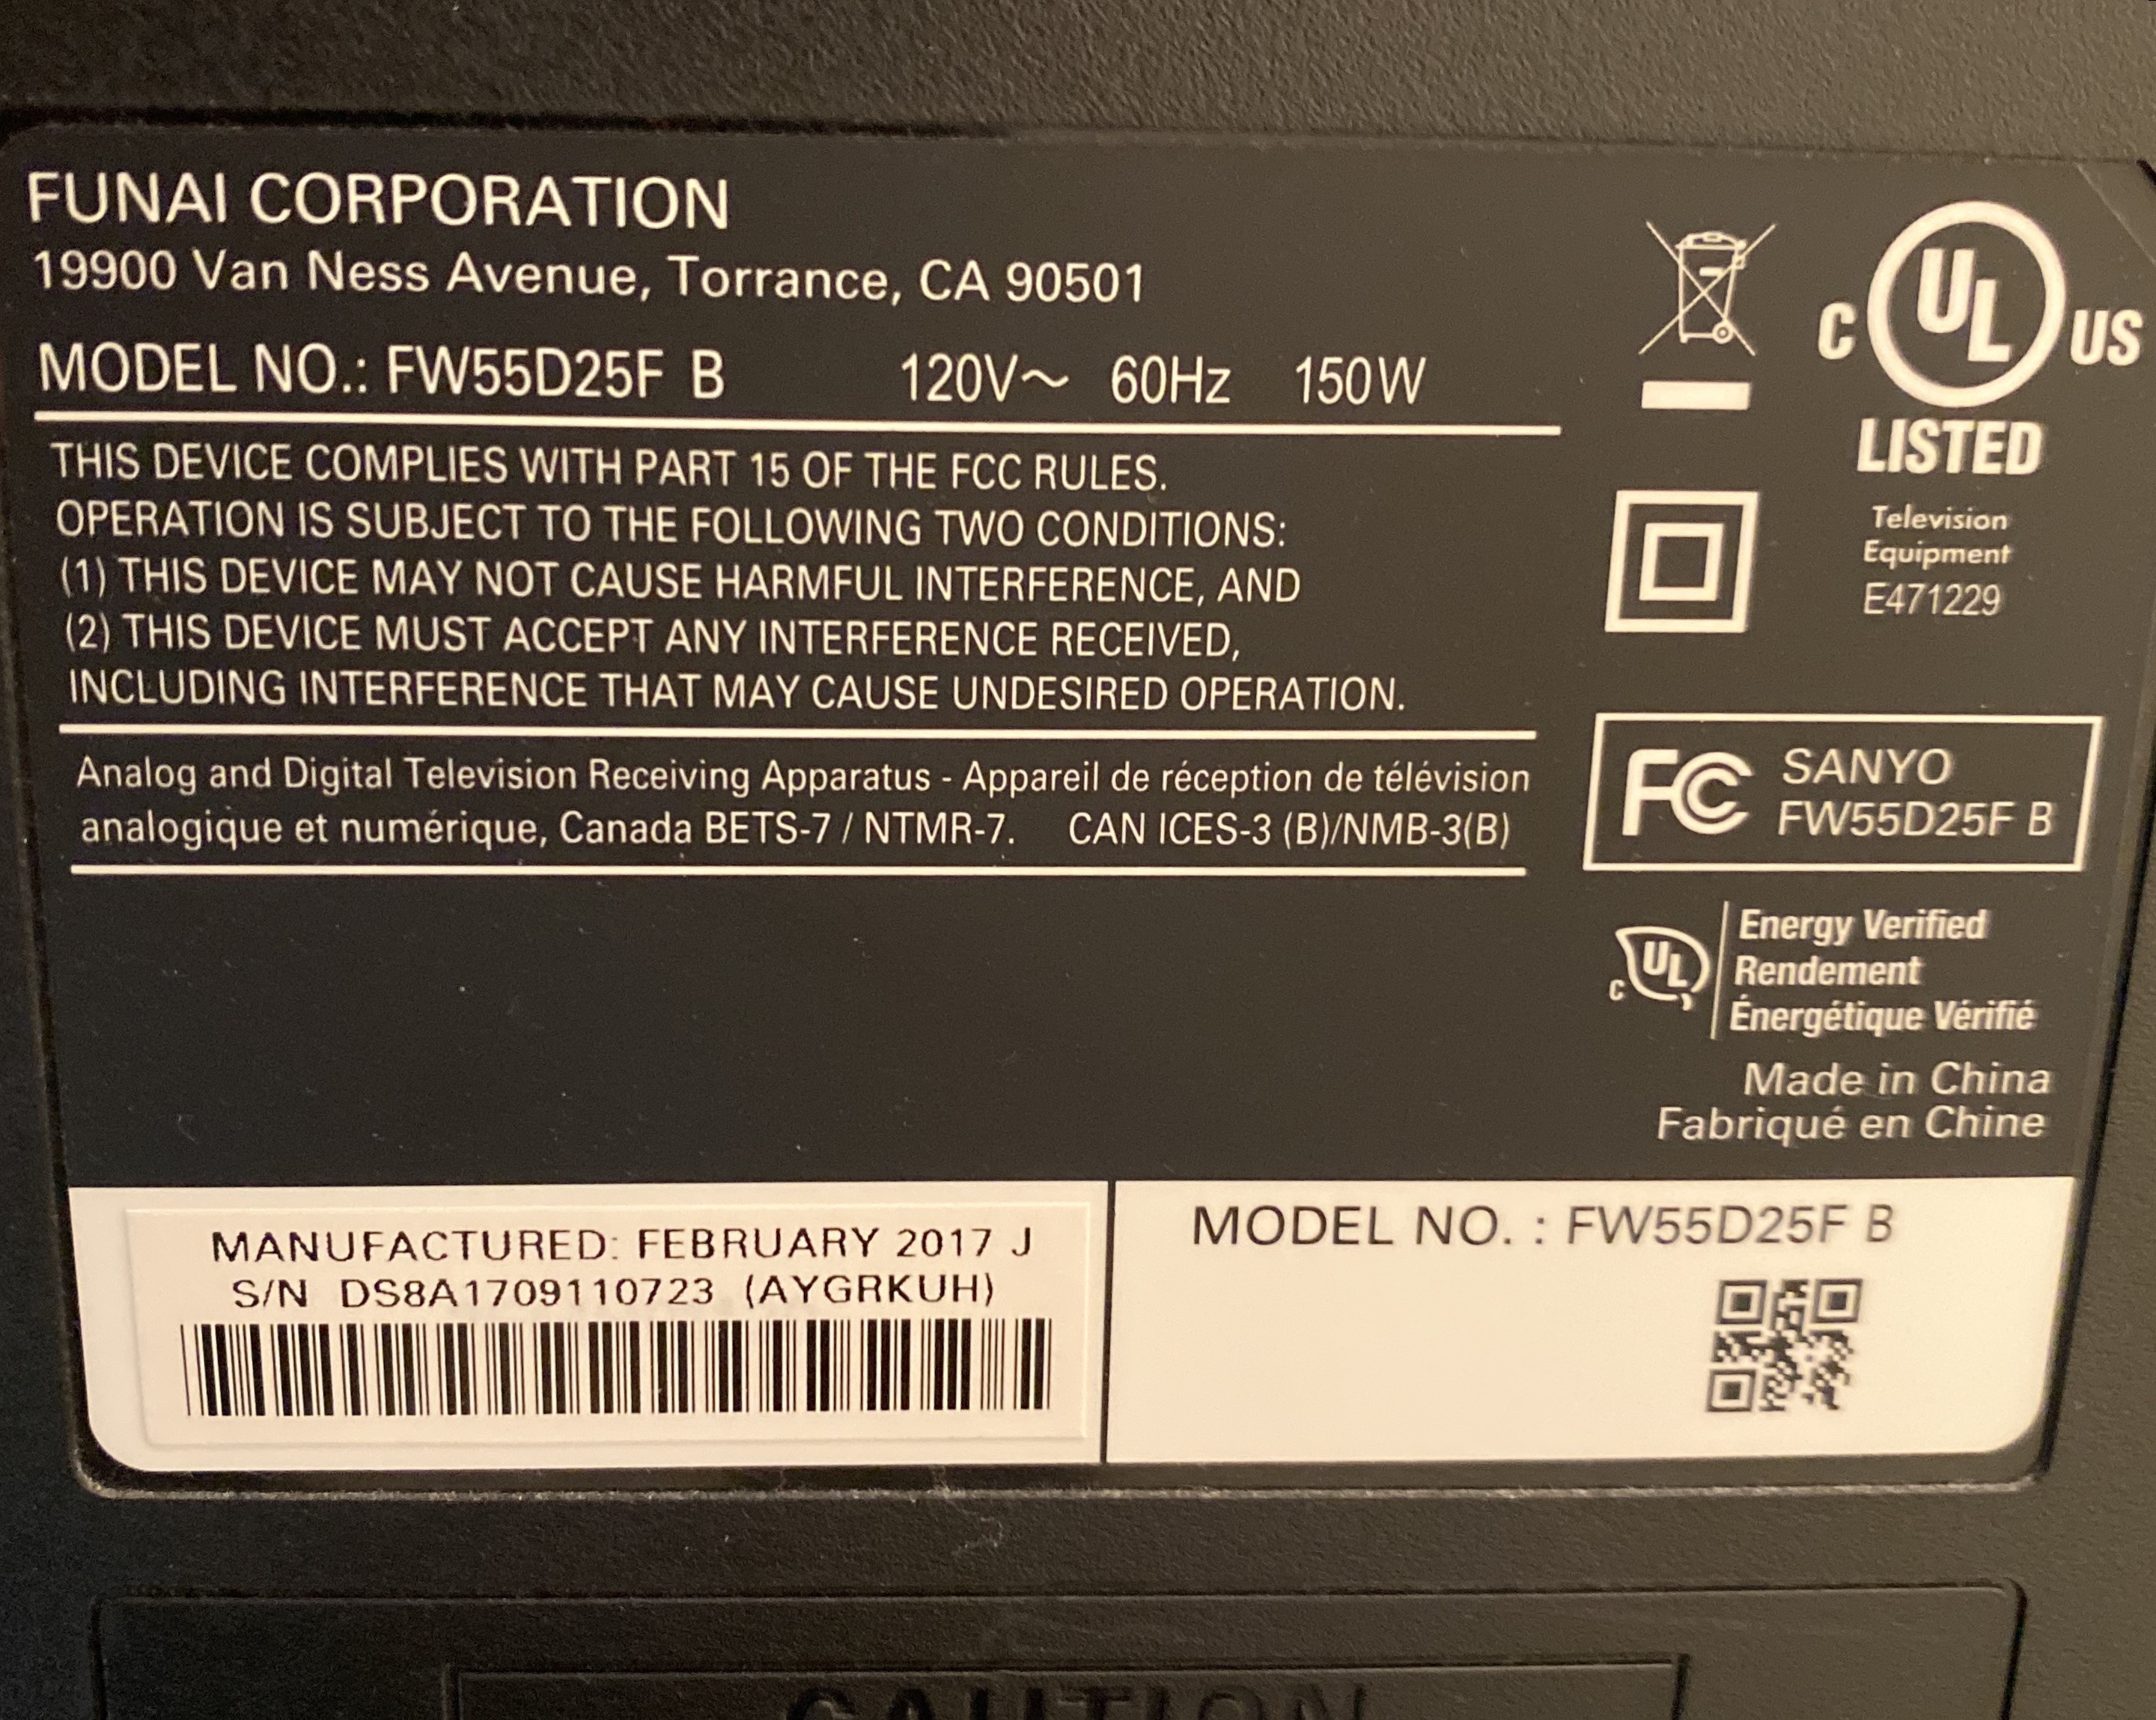 FUNAI CORPORATION
19900 Van Ness Avenue, Torrance, CA 90501
MODEL NO.: FW55D25F B 120V~ 60Hz 150W
THIS DEVICE COMPLIES WITH PART 15 OF THE FCC RULES.
OPERATION IS SUBJECT TO THE FOLLOWING TWO CONDITIONS:
(1) THIS DEVICE MAY NOT CAUSE HARMFUL INTERFERENCE, AND
(2) THIS DEVICE MUST ACCEPT ANY INTERFERENCE RECEIVED,
INCLUDING INTERFERENCE THAT MAY CAUSE UNDESIRED OPERATION.
Analog and Digital Television Receiving Apparatus - Appareil de réception de télévision
analogique et numérique, Canada BETS-7 / NTMR-7. CAN ICES-3 (B)/NMB-3(B)
C UL US
LISTED
Television
Equipment
E471229
FC SANYO
FW55D25F B
C UL Energy Verified
Rendement
Énergétique Vérifié
Made in China
Fabriqué en Chine
MANUFACTURED: FEBRUARY 2017 J
S/N DS8A1709110723 (AYGRKUH)
MODEL NO. : FW55D25F B
CAUTION